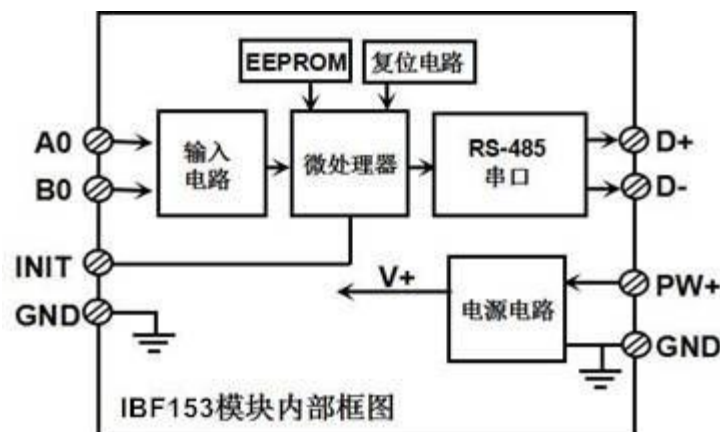 EEPROM
复位电路
A0
B0
输入
电路
微处理器
RS-485
串口
D+
D-
INIT
GND
V+
电源电路
PW+
GND
IBF153模块内部框图